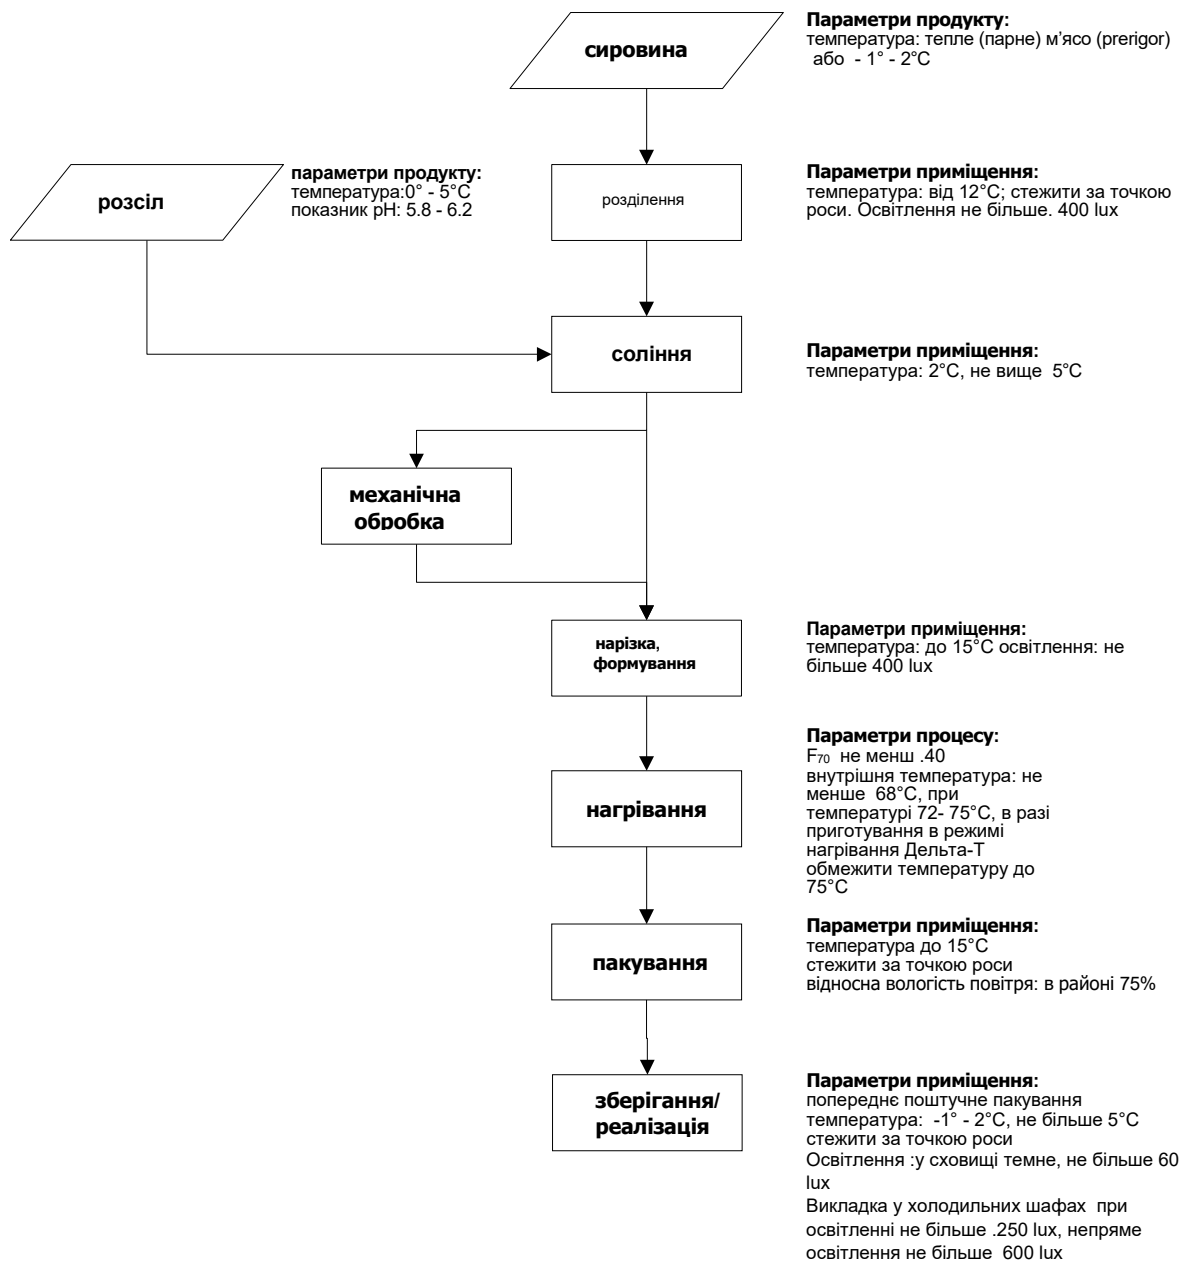 сировина
Параметри продукту:
температура: тепле (парне) м’ясо (prerigor)
або - 1° - 2°C
розсіл
параметри продукту:
температура:0° - 5°C
показник pH: 5.8 - 6.2
розділення
Параметри приміщення:
температура: від 12°C; стежити за точкою
роси. Освітлення не більше. 400 lux
соління
Параметри приміщення:
температура: 2°C, не вище 5°C
механічна
обробка
нарізка,
формування
Параметри приміщення:
температура: до 15°C освітлення: не
більше 400 lux
нагрівання
Параметри процесу:
F70 не менш .40
внутрішня температура: не
менше 68°C, при
температурі 72- 75°C, в разі
приготування в режимі
нагрівання Дельта-Т
обмежити температуру до
75°C
пакування
Параметри приміщення:
температура до 15°C
стежити за точкою роси
відносна вологість повітря: в районі 75%
зберігання/
реалізація
Параметри приміщення:
попереднє поштучне пакування
температура: -1° - 2°C, не більше 5°C
стежити за точкою роси
Освітлення :у сховищі темне, не більше 60
lux
Викладка у холодильних шафах при
освітленні не більше .250 lux, непряме
освітлення не більше 600 lux